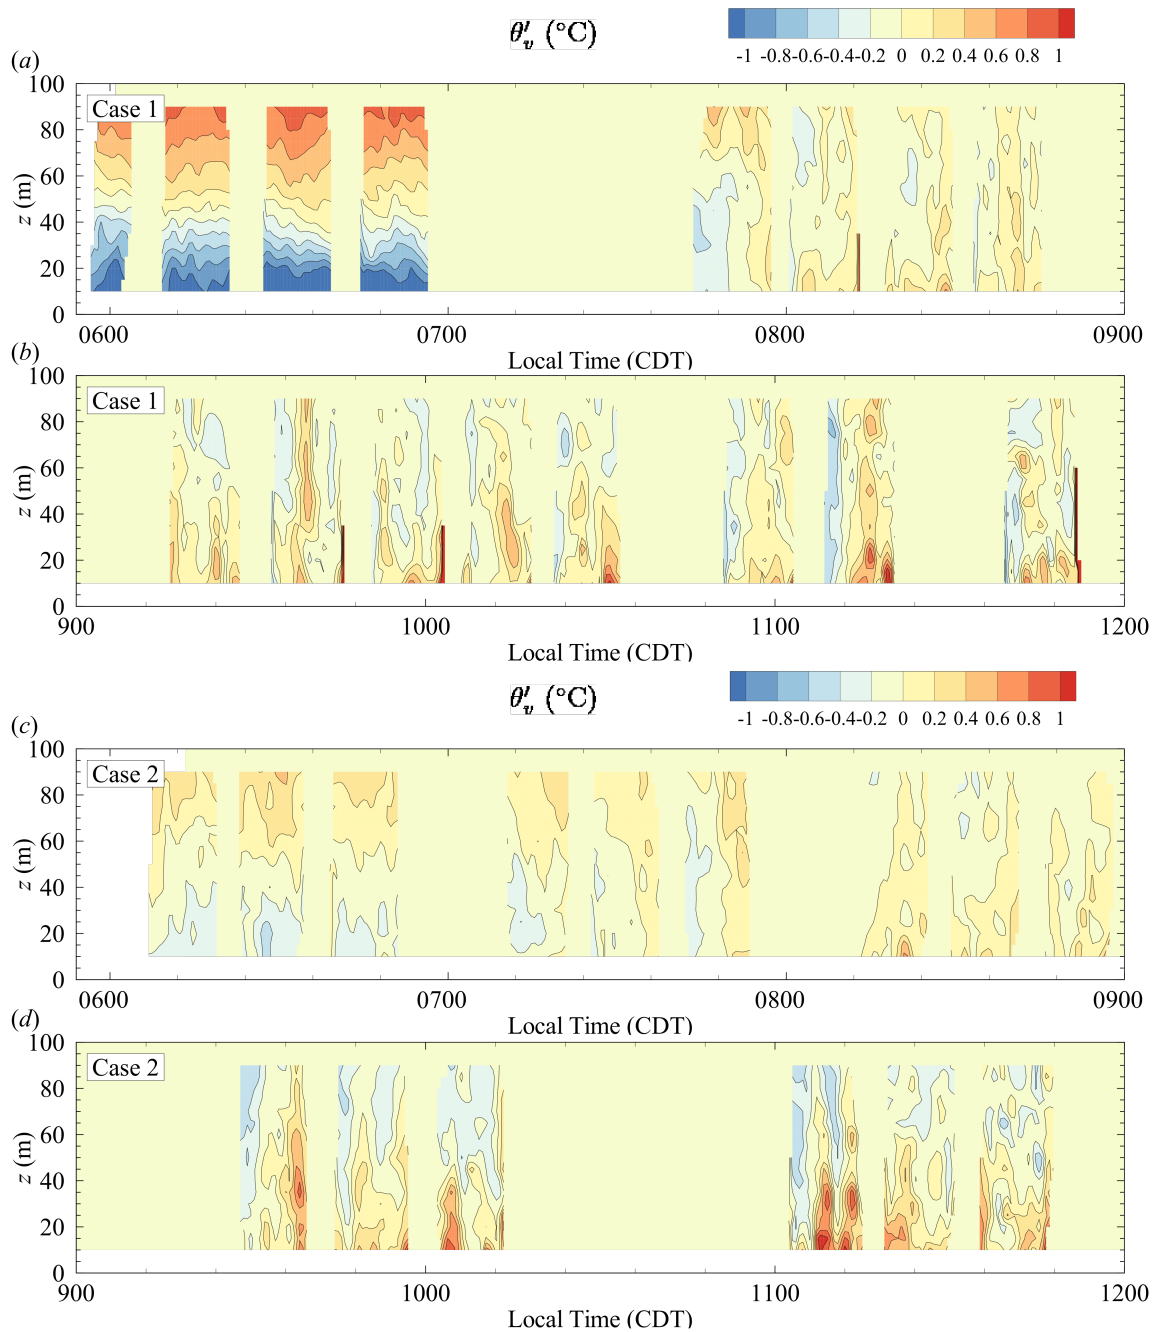 θ′v (°C)
-1 -0.8 -0.6 -0.4 -0.2 0 0.2 0.4 0.6 0.8 1
(a)
Case 1
100
80
60
40
20
0
z (m)
0600 0700 0800 0900
Local Time (CDT)
(b)
Case 1
100
80
60
40
20
0
z (m)
900 1000 1100 1200
Local Time (CDT)
θ′v (°C)
-1 -0.8 -0.6 -0.4 -0.2 0 0.2 0.4 0.6 0.8 1
(c)
Case 2
100
80
60
40
20
0
z (m)
0600 0700 0800 0900
Local Time (CDT)
(d)
Case 2
100
80
60
40
20
0
z (m)
900 1000 1100 1200
Local Time (CDT)